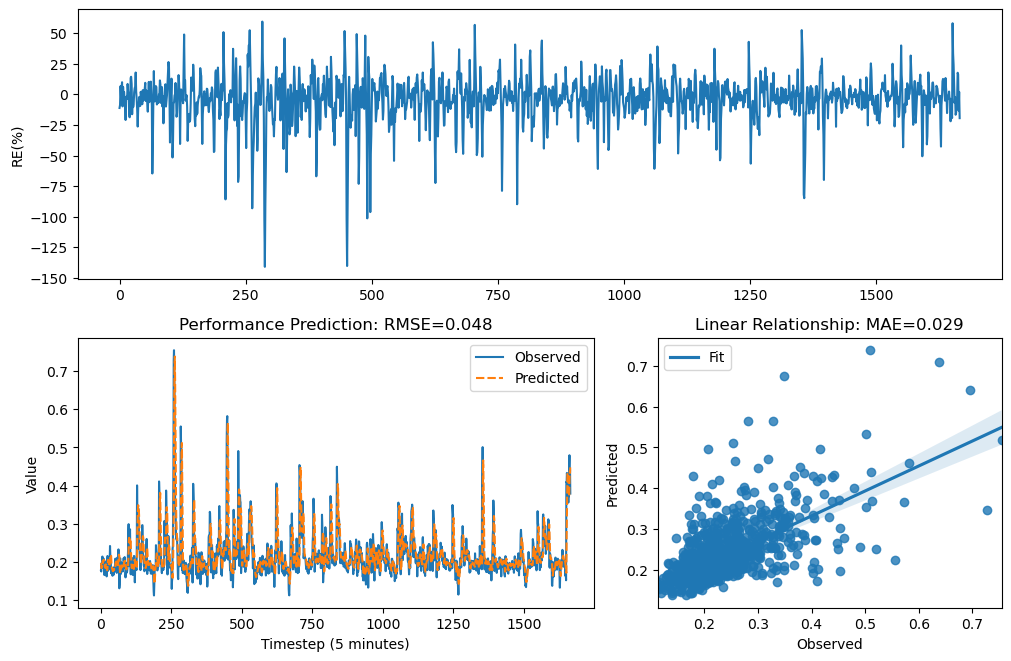 50
25
0
−25
−50
−75
−100
−125
−150
RE(%)
0 250 500 750 1000 1250 1500
Performance Prediction: RMSE=0.048
Observed
Predicted
0.7
0.6
0.5
0.4
0.3
0.2
0.1
Value
0 250 500 750 1000 1250 1500
Timestep (5 minutes)
Linear Relationship: MAE=0.029
Fit
0.7
0.6
0.5
0.4
0.3
0.2
Predicted
0.2 0.3 0.4 0.5 0.6 0.7
Observed